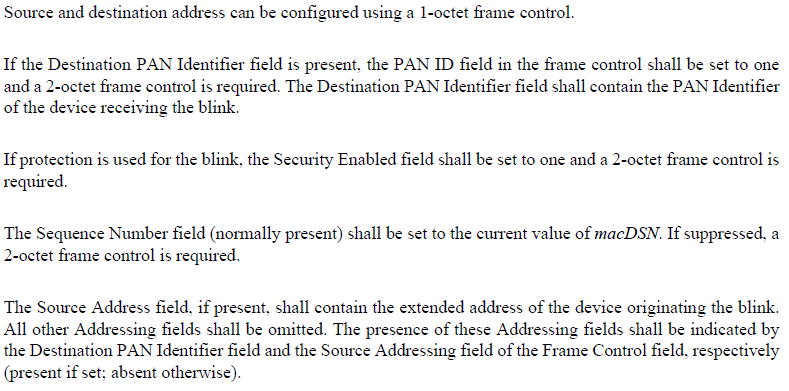 Source and destination address can be configured using a 1-octet frame control.
If the Destination PAN Identifier field is present, the PAN ID field in the frame control shall be set to one
and a 2-octet frame control is required. The Destination PAN Identifier field shall contain the PAN Identifier
of the device receiving the blink.
If protection is used for the blink, the Security Enabled field shall be set to one and a 2-octet frame control is
required.
The Sequence Number field (normally present) shall be set to the current value of macDSN. If suppressed, a
2-octet frame control is required.
The Source Address field, if present, shall contain the extended address of the device originating the blink.
All other Addressing fields shall be omitted. The presence of these Addressing fields shall be indicated by
the Destination PAN Identifier field and the Source Addressing field of the Frame Control field, respectively
(present if set; absent otherwise).